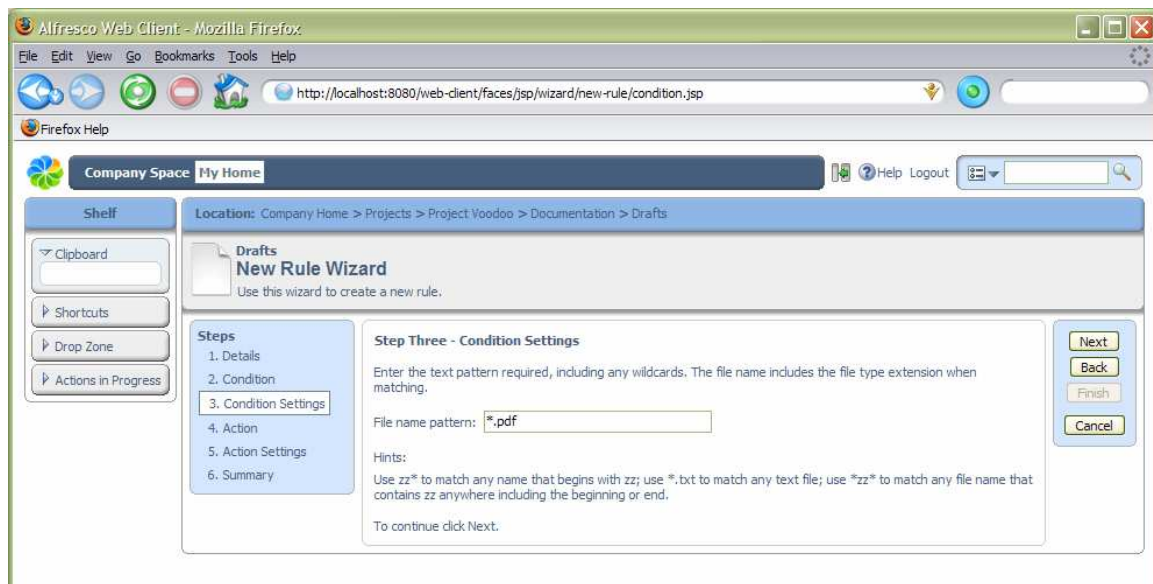 Alfresco Web Client - Mozilla Firefox
File Edit View Go Bookmarks Tools Help
http://localhost:8080/web-client/faces/jsp/wizard/new-rule/condition.jsp
Firefox Help
Company Space My Home Help Logout
Shelf
Location: Company Home > Projects > Project Voodoo > Documentation > Drafts
Clipboard
Shortcuts
Drop Zone
Actions in Progress
Drafts
New Rule Wizard
Use this wizard to create a new rule.
Steps
1. Details
2. Condition
3. Condition Settings
4. Action
5. Action Settings
6. Summary
Step Three - Condition Settings
Enter the text pattern required, including any wildcards. The file name includes the file type extension when
matching.
File name pattern: *.pdf
Hints:
Use zz* to match any name that begins with zz; use *.txt to match any text file; use *zz* to match any file name that
contains zz anywhere including the beginning or end.
To continue click Next.
Next
Back
Finish
Cancel